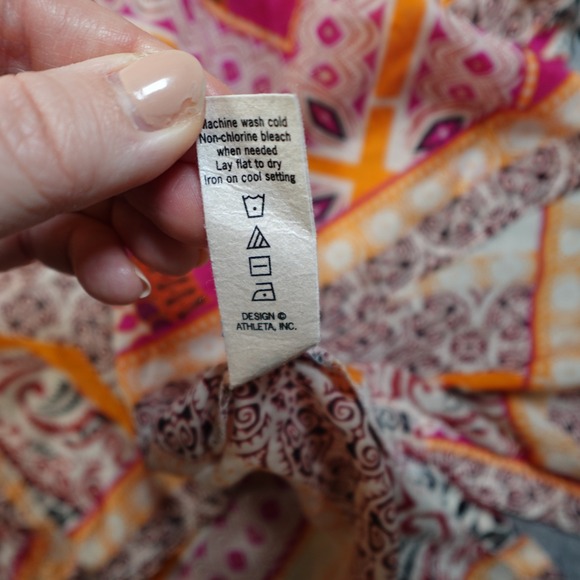 Machine wash cold
Non-chlorine bleach
when needed
Lay flat to dry
Iron on cool setting
DESIGN ©
ATHLETA, INC.